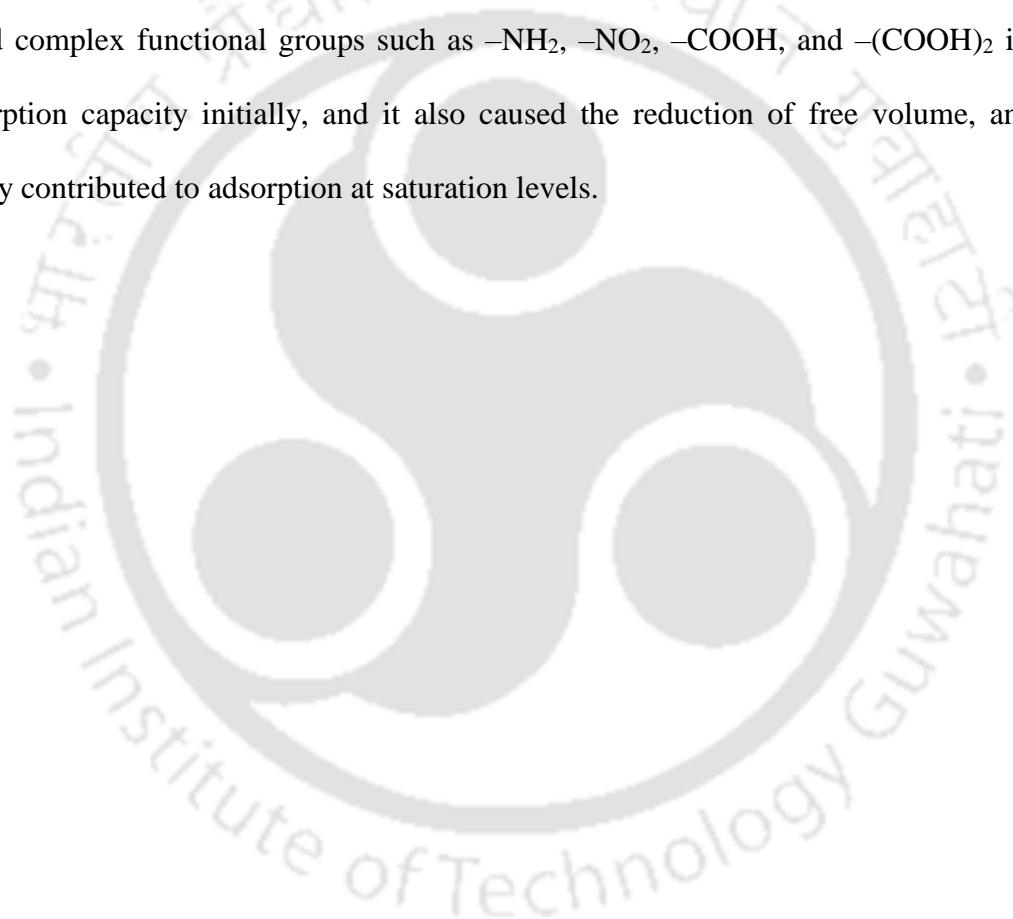 complex functional groups such as –NH₂, –NO₂, –COOH, and –(COOH)₂
capacity initially, and it also caused the reduction of free volume,
contributed to adsorption at saturation levels.
• Indian Institute of Technology Guwahati •